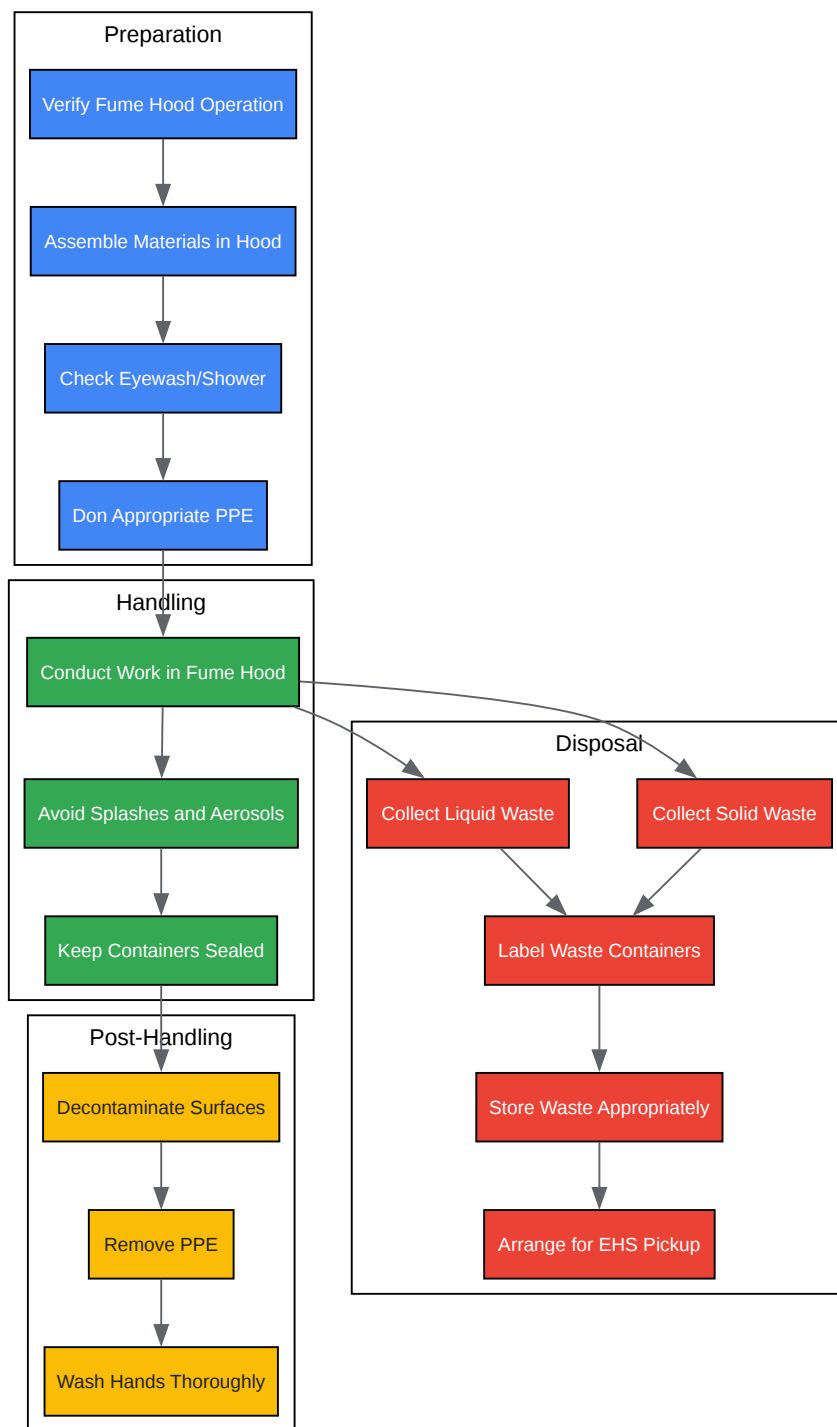 Preparation
Verify Fume Hood Operation
Assemble Materials in Hood
Check Eyewash/Shower
Don Appropriate PPE
Handling
Conduct Work in Fume Hood
Avoid Splashes and Aerosols
Keep Containers Sealed
Disposal
Collect Liquid Waste
Collect Solid Waste
Label Waste Containers
Store Waste Appropriately
Arrange for EHS Pickup
Post-Handling
Decontaminate Surfaces
Remove PPE
Wash Hands Thoroughly